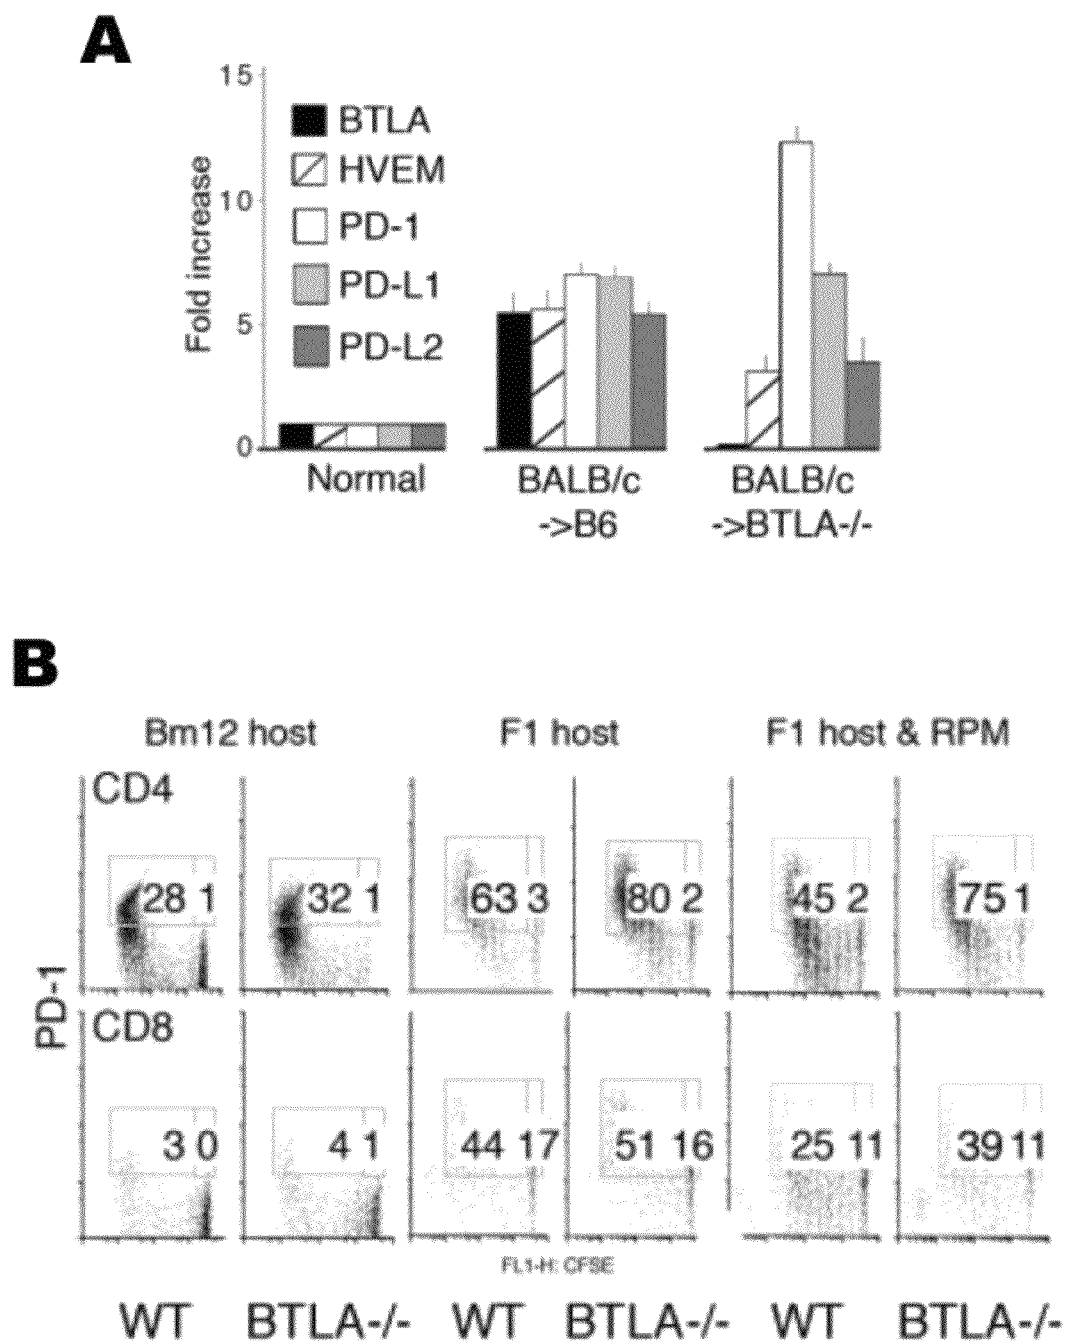 A
15
BTLA
HVEM
10
PD-1
PD-L1
5
PD-L2
0
Fold increase
Normal
BALB/c
->B6
BALB/c
->BTLA-/-
B
Bm12 host
F1 host
F1 host & RPM
CD4
28 1
32 1
63 3
80 2
45 2
75 1
PD-1
CD8
3 0
4 1
44 17
51 16
25 11
39 11
FL1-H: CFSE
WT
BTLA-/-
WT
BTLA-/-
WT
BTLA-/-